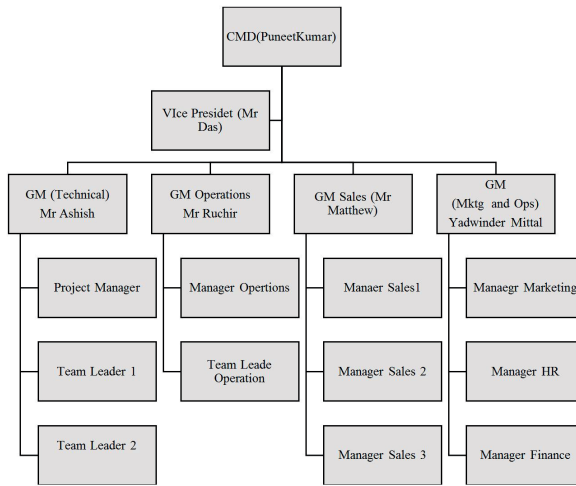 CMD(PuneetKumar)
VIce Presidet (Mr
Das)
GM (Technical)
Mr Ashish
GM Operations
Mr Ruchir
GM Sales (Mr
Matthew)
GM
(Mktg and Ops)
Yadwinder Mittal
Project Manager
Manager Opertions
Manaer Sales1
Manaegr Marketing
Team Leader 1
Team Leade
Operation
Manager Sales 2
Manager HR
Team Leader 2
Manager Sales 3
Manager Finance